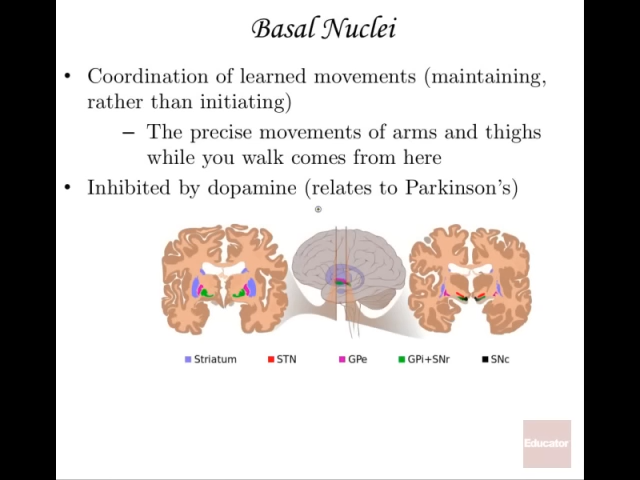 Basal Nuclei
• Coordination of learned movements (maintaining,
rather than initiating)
– The precise movements of arms and thighs
while you walk comes from here
• Inhibited by dopamine (relates to Parkinson's)
Striatum STN GPe GPi+SNr SNc
Educator